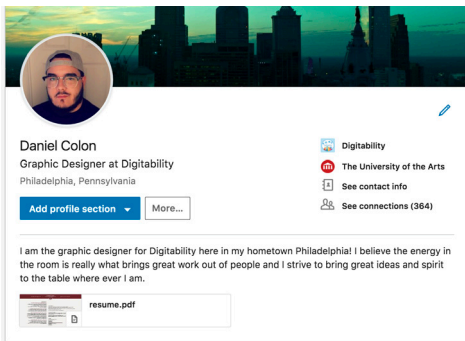 Daniel Colon
Graphic Designer at Digitability
Philadelphia, Pennsylvania
Add profile section
More...
Digitability
The University of the Arts
See contact info
See connections (364)
I am the graphic designer for Digitability here in my hometown Philadelphia! I believe the energy in
the room is really what brings great work out of people and I strive to bring great ideas and spirit
to the table where ever I am.
resume.pdf